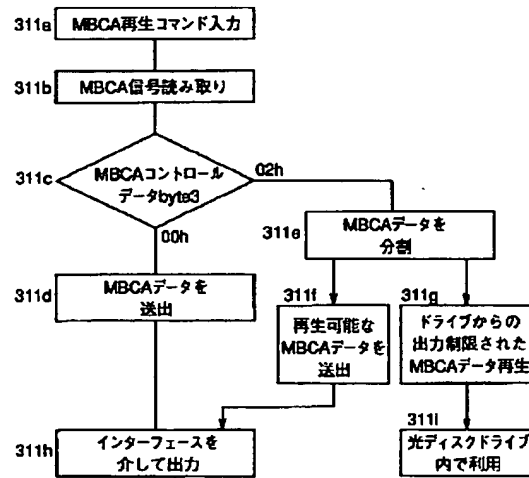 311a
MBCA再生コマンド入力
311b
MBCA信号読み取り
311c
MBCAコントロール
データbyte3
02h
00h
311e
MBCAデータを
分割
311d
MBCAデータを
送出
311f
再生可能な
MBCAデータを
送出
311g
ドライブからの
出力制限された
MBCAデータ再生
311h
インターフェースを
介して出力
311i
光ディスクドライブ
内で利用